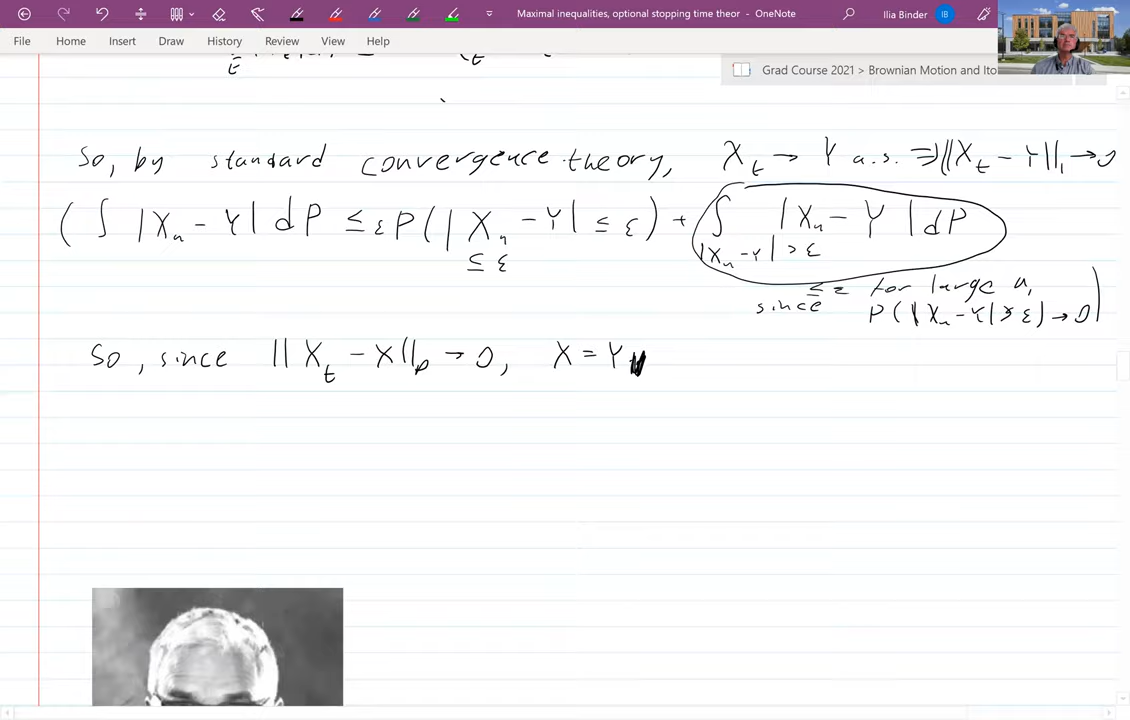 Maximal inequalities, optional stopping time theor - OneNote
Ilia Binder IB
File Home Insert Draw History Review View Help
Grad Course 2021 > Brownian Motion and Ito
So, by standard convergence theory, X_t → Y a.s. ⇒ ||X_t − Y||_1 → 0
( ∫ |X_n − Y| dP ≤ ε P(|X_n − Y| ≤ ε) + ∫ |X_n − Y| dP
≤ ε
|X_n − Y| > ε
≤ ε for large n,
since P(|X_n − Y| > ε) → 0)
So, since ||X_t − X||_p → 0, X = Y